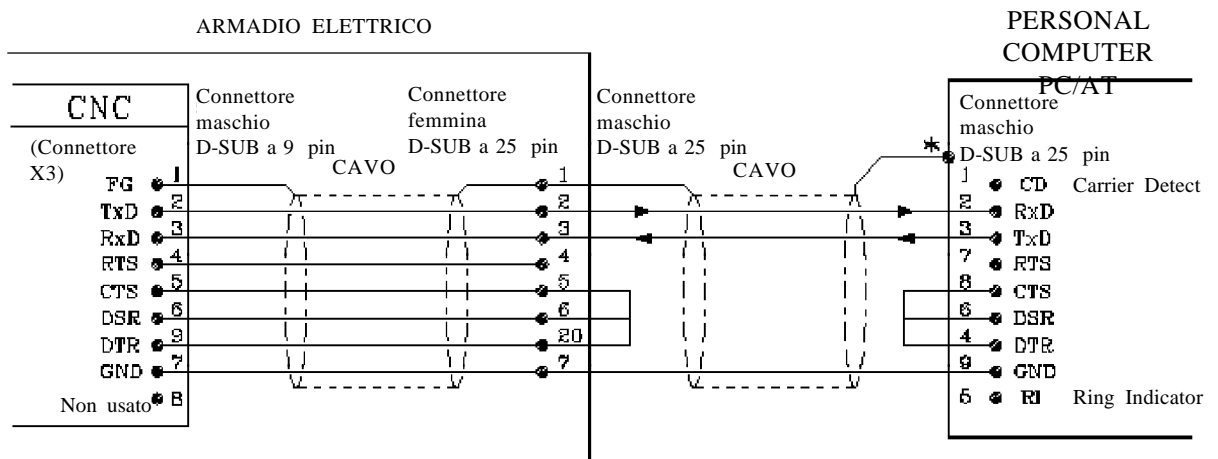 ARMADIO ELETTRICO
PERSONAL
COMPUTER
PC/AT
CNC
(Connettore
X3)
Connettore
maschio
D-SUB a 9 pin
CAVO
Connettore
femmina
D-SUB a 25 pin
Connettore
maschio
D-SUB a 25 pin
CAVO
*
Connettore
maschio
D-SUB a 25 pin
FG 1 1 1 CD Carrier Detect
TxD 2 2 2 RxD
RxD 3 3 3 TxD
RTS 4 4 7 RTS
CTS 5 5 8 CTS
DSR 6 6 6 DSR
DTR 9 20 4 DTR
GND 7 7 9 GND
Non usato 8 5 RI Ring Indicator